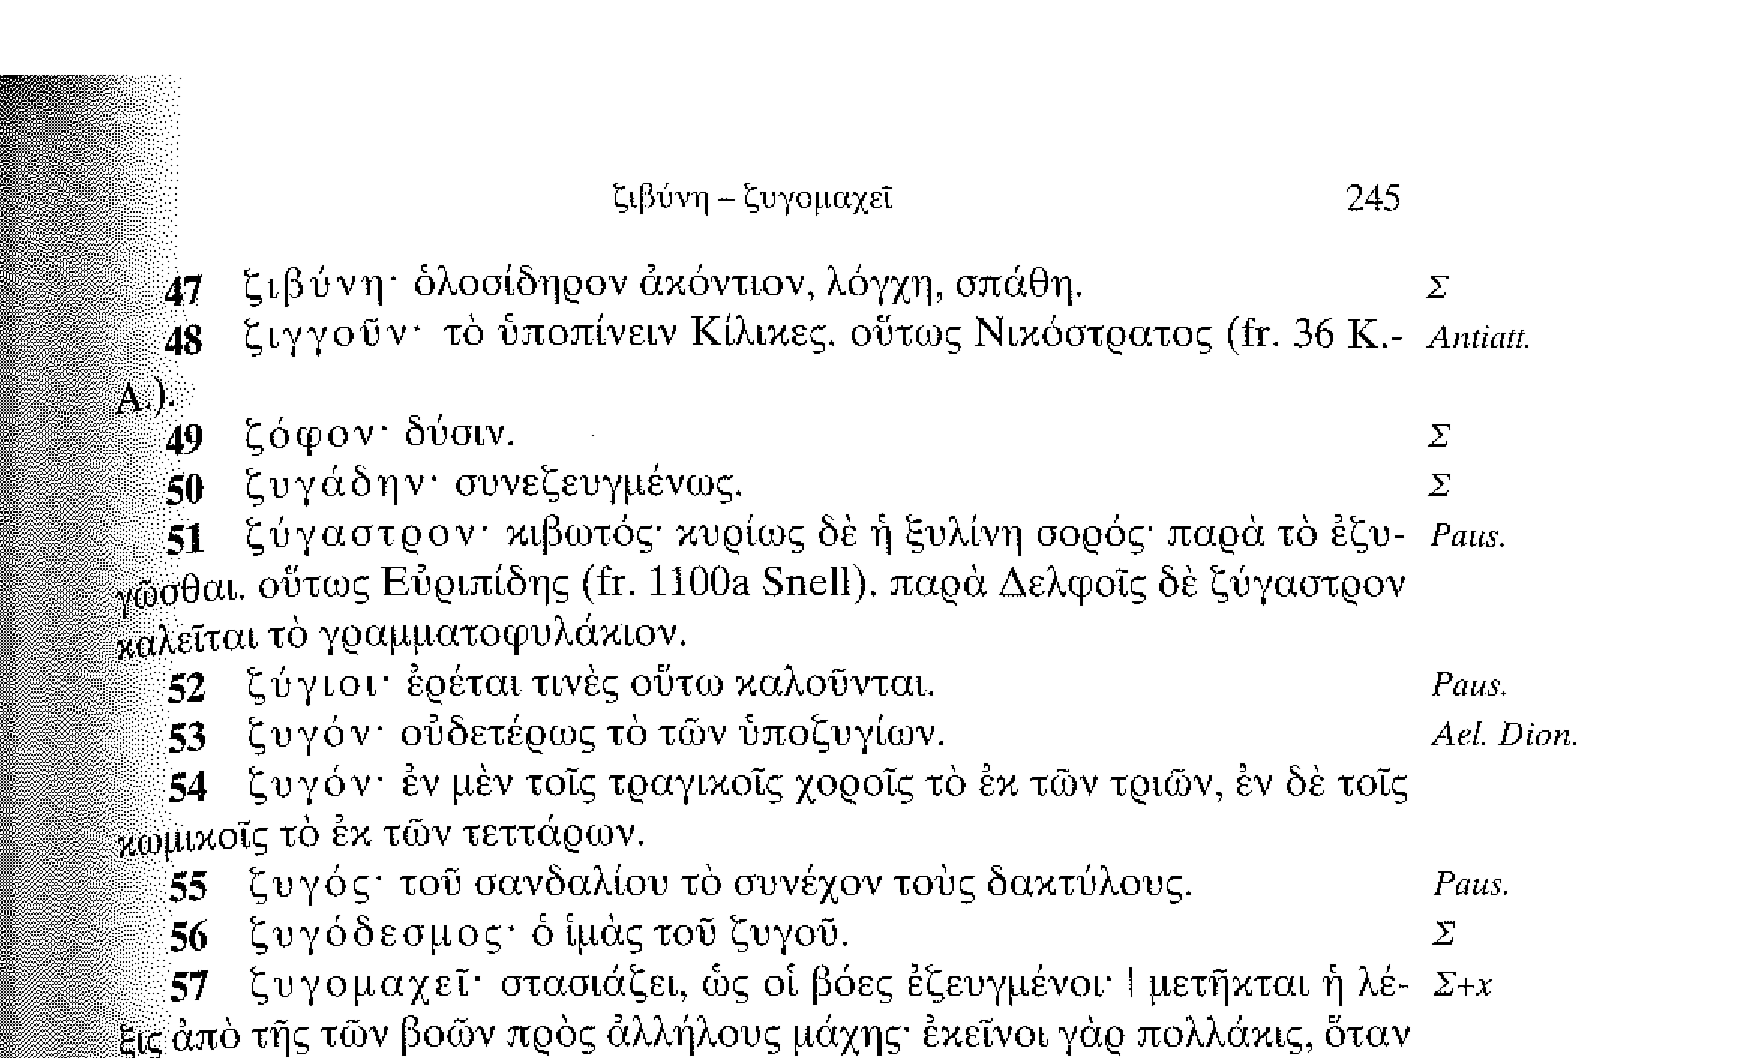 ζιβύνη – ζυγομαχεῖ 245
47 ζιβύνη· ὁλοσίδηρον ἀκόντιον, λόγχη, σπάθη. Σ
48 ζιγγοῦν· τὸ ὑποπίνειν Κίλικες. οὕτως Νικόστρατος (fr. 36 K.- Antiatt.
A.).
49 ζόφον· δύσιν. Σ
50 ζυγάδην· συνεζευγμένως. Σ
51 ζύγαστρον· κιβωτός· κυρίως δὲ ἡ ξυλίνη σορός· παρὰ τὸ ἐζυ- Paus.
γῶσθαι. οὕτως Εὐριπίδης (fr. 1100a Snell). παρὰ Δελφοῖς δὲ ζύγαστρον
καλεῖται τὸ γραμματοφυλάκιον.
52 ζύγιοι· ἐρέται τινὲς οὕτω καλοῦνται. Paus.
53 ζυγόν· οὐδετέρως τὸ τῶν ὑποζυγίων. Ael. Dion.
54 ζυγόν· ἐν μὲν τοῖς τραγικοῖς χοροῖς τὸ ἐκ τῶν τριῶν, ἐν δὲ τοῖς
κωμικοῖς τὸ ἐκ τῶν τεττάρων.
55 ζυγός· τοῦ σανδαλίου τὸ συνέχον τοὺς δακτύλους. Paus.
56 ζυγόδεσμος· ὁ ἱμὰς τοῦ ζυγοῦ. Σ
57 ζυγομαχεῖ· στασιάζει, ὡς οἱ βόες ἐζευγμένοι· | μετῆκται ἡ λέ- Σ+x
ξις ἀπὸ τῆς τῶν βοῶν πρὸς ἀλλήλους μάχης· ἐκεῖνοι γὰρ πολλάκις, ὅταν